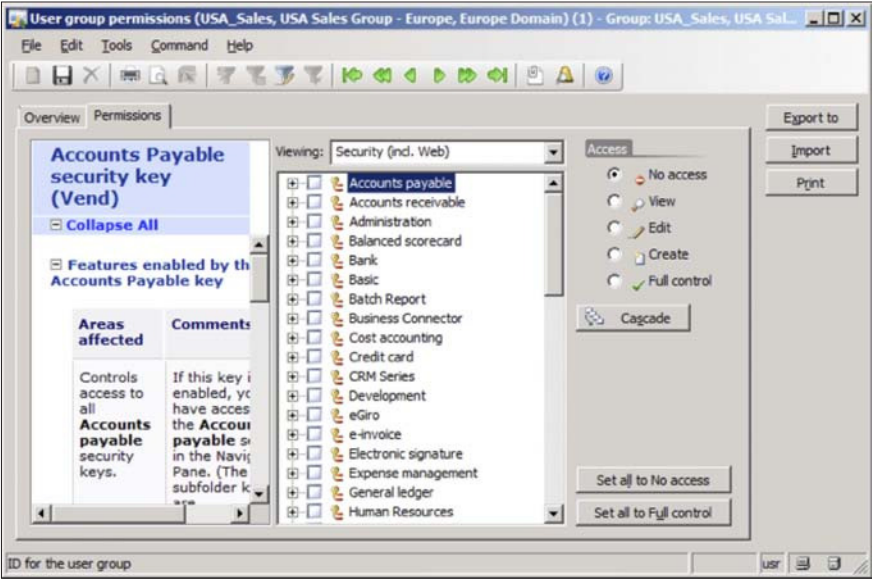 User group permissions (USA_Sales, USA Sales Group - Europe, Europe Domain) (1) - Group: USA_Sales, USA Sal...
File Edit Tools Command Help
Overview Permissions
Accounts Payable
security key
(Vend)
Collapse All
Features enabled by th
Accounts Payable key
Areas
affected
Comments
Controls
access to
all
Accounts
payable
security
keys.
If this key i
enabled, yo
have acces
the Accou
payable s
in the Navig
Pane. (The
subfolder k
are
Viewing: Security (incl. Web)
Accounts payable
Accounts receivable
Administration
Balanced scorecard
Bank
Basic
Batch Report
Business Connector
Cost accounting
Credit card
CRM Series
Development
eGiro
e-invoice
Electronic signature
Expense management
General ledger
Human Resources
Access
No access
View
Edit
Create
Full control
Cascade
Set all to No access
Set all to Full control
Export to
Import
Print
ID for the user group
usr